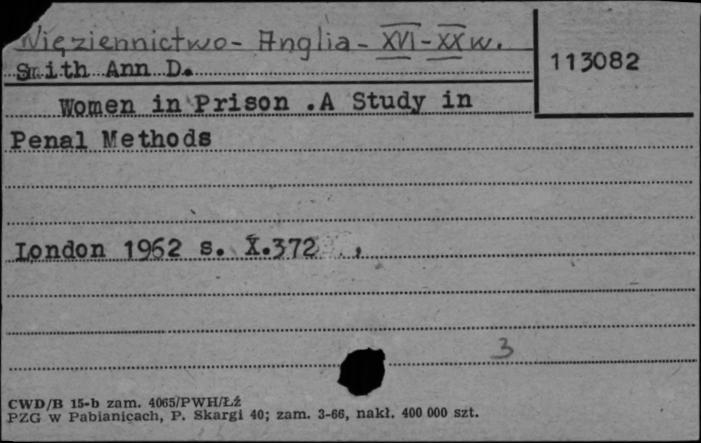 Więziennictwo - Anglia - XVI - XX w.
Smith Ann D.
113082
Women in Prison .A Study in
Penal Methods
London 1962 s. X.372 ,
3
CWD/B 15-b zam. 4065/PWH/Łź
PZG w Pabianicach, P. Skargi 40; zam. 3-66, nakł. 400 000 szt.